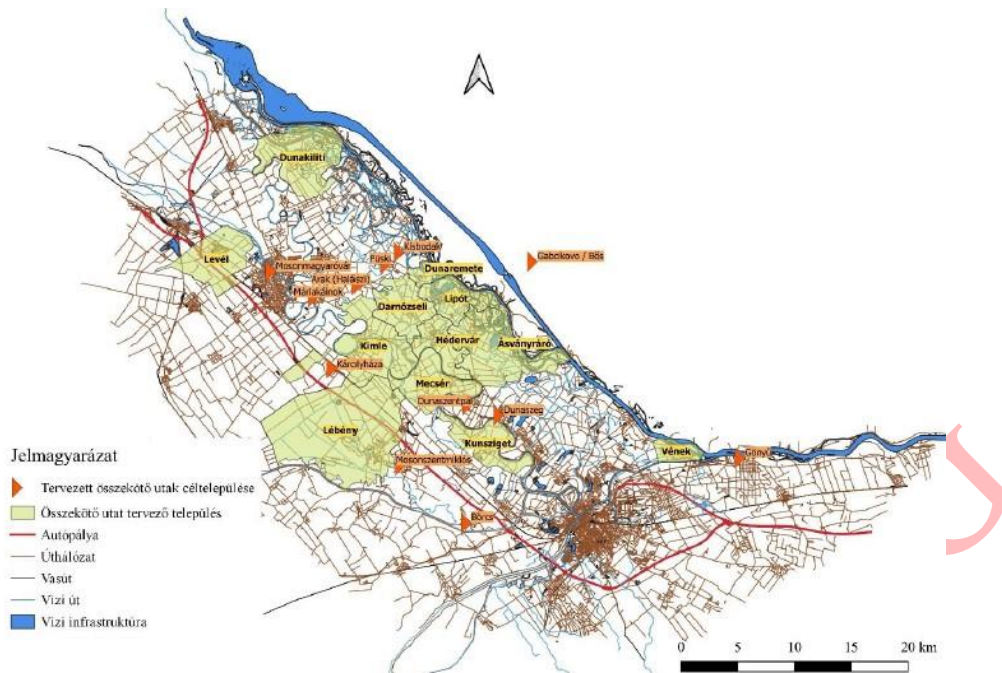 Dunakiliti
Levél
Mosonmagyaróvár
Kisbodak
Püski
Gabcikovo / Bős
Dunaremete
Arak (Halászi)
Máriakálnok
Lipót
Darnózseli
Hédervár
Ásványráró
Kimle
Károlyháza
Mecsér
Dunaszentpál
Dunaszeg
Lébény
Kunsziget
Vének
Gönyű
Mosonszentmiklós
Börcs
Jelmagyarázat
Tervezett összekötő utak céltelepülése
Összekötő utat tervező település
Autópálya
Úthálózat
Vasút
Vízi út
Vízi infrastruktúra
0 5 10 15 20 km